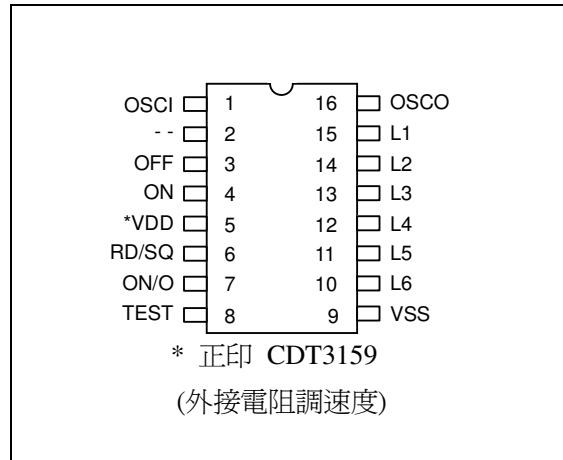 OSCI 1 16 OSCO
- - 2 15 L1
OFF 3 14 L2
ON 4 13 L3
*VDD 5 12 L4
RD/SQ 6 11 L5
ON/O 7 10 L6
TEST 8 9 VSS
* 正印 CDT3159
(外接電阻調速度)